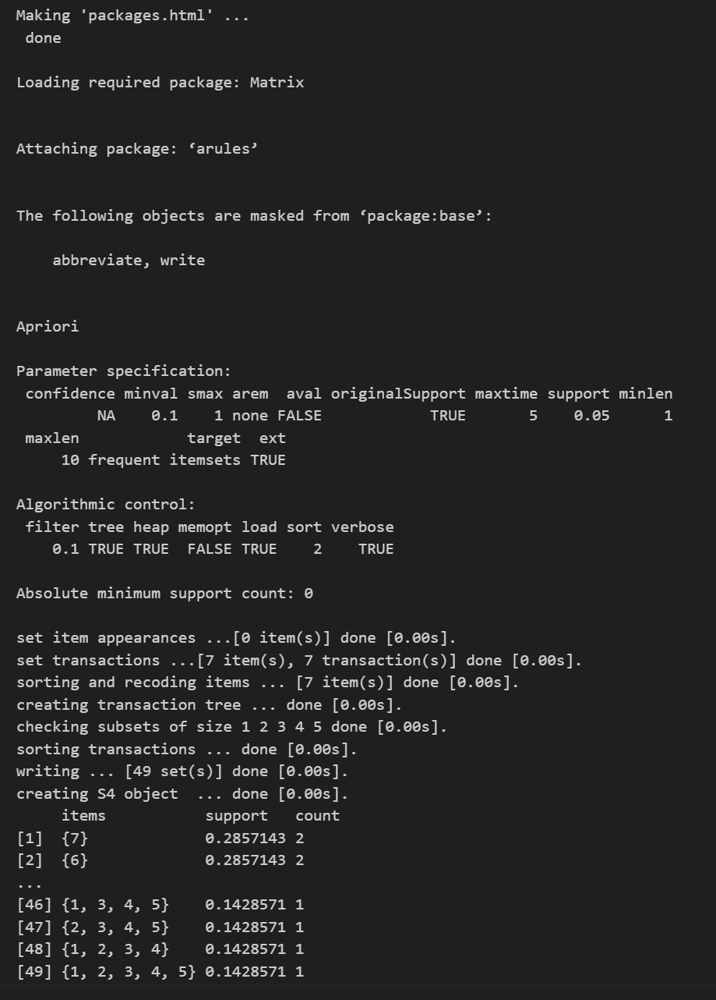 Making 'packages.html' ...
 done
Loading required package: Matrix
Attaching package: ‘arules’
The following objects are masked from ‘package:base’:
    abbreviate, write
Apriori
Parameter specification:
 confidence minval smax arem  aval originalSupport maxtime support minlen
         NA    0.1    1 none FALSE            TRUE       5    0.05      1
 maxlen            target  ext
     10 frequent itemsets TRUE
Algorithmic control:
 filter tree heap memopt load sort verbose
    0.1 TRUE TRUE  FALSE TRUE    2    TRUE
Absolute minimum support count: 0
set item appearances ...[0 item(s)] done [0.00s].
set transactions ...[7 item(s), 7 transaction(s)] done [0.00s].
sorting and recoding items ... [7 item(s)] done [0.00s].
creating transaction tree ... done [0.00s].
checking subsets of size 1 2 3 4 5 done [0.00s].
sorting transactions ... done [0.00s].
writing ... [49 set(s)] done [0.00s].
creating S4 object  ... done [0.00s].
     items           support   count
[1]  {7}             0.2857143 2
[2]  {6}             0.2857143 2
...
[46] {1, 3, 4, 5}    0.1428571 1
[47] {2, 3, 4, 5}    0.1428571 1
[48] {1, 2, 3, 4}    0.1428571 1
[49] {1, 2, 3, 4, 5} 0.1428571 1